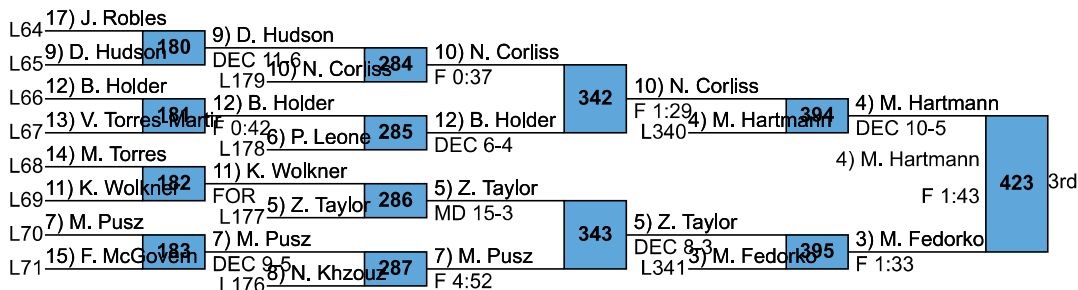 L64 17) J. Robles
L65 9) D. Hudson
180
L66 12) B. Holder
L67 13) V. Torres-Martir
181
L68 14) M. Torres
L69 11) K. Wolkner
182
L70 7) M. Pusz
L71 15) F. McGovern
183
9) D. Hudson
DEC 11-6
L179 10) N. Corliss
284
12) B. Holder
F 0:42
L178 6) P. Leone
285
11) K. Wolkner
FOR
L177 5) Z. Taylor
286
7) M. Pusz
DEC 9-5
L176 8) N. Khzouz
287
10) N. Corliss
F 0:37
12) B. Holder
DEC 6-4
342
5) Z. Taylor
MD 15-3
7) M. Pusz
F 4:52
343
10) N. Corliss
F 1:29
L340 4) M. Hartmann
394
5) Z. Taylor
DEC 8-3
L341 3) M. Fedorko
395
4) M. Hartmann
DEC 10-5
3) M. Fedorko
F 1:33
423
4) M. Hartmann
F 1:43
3rd